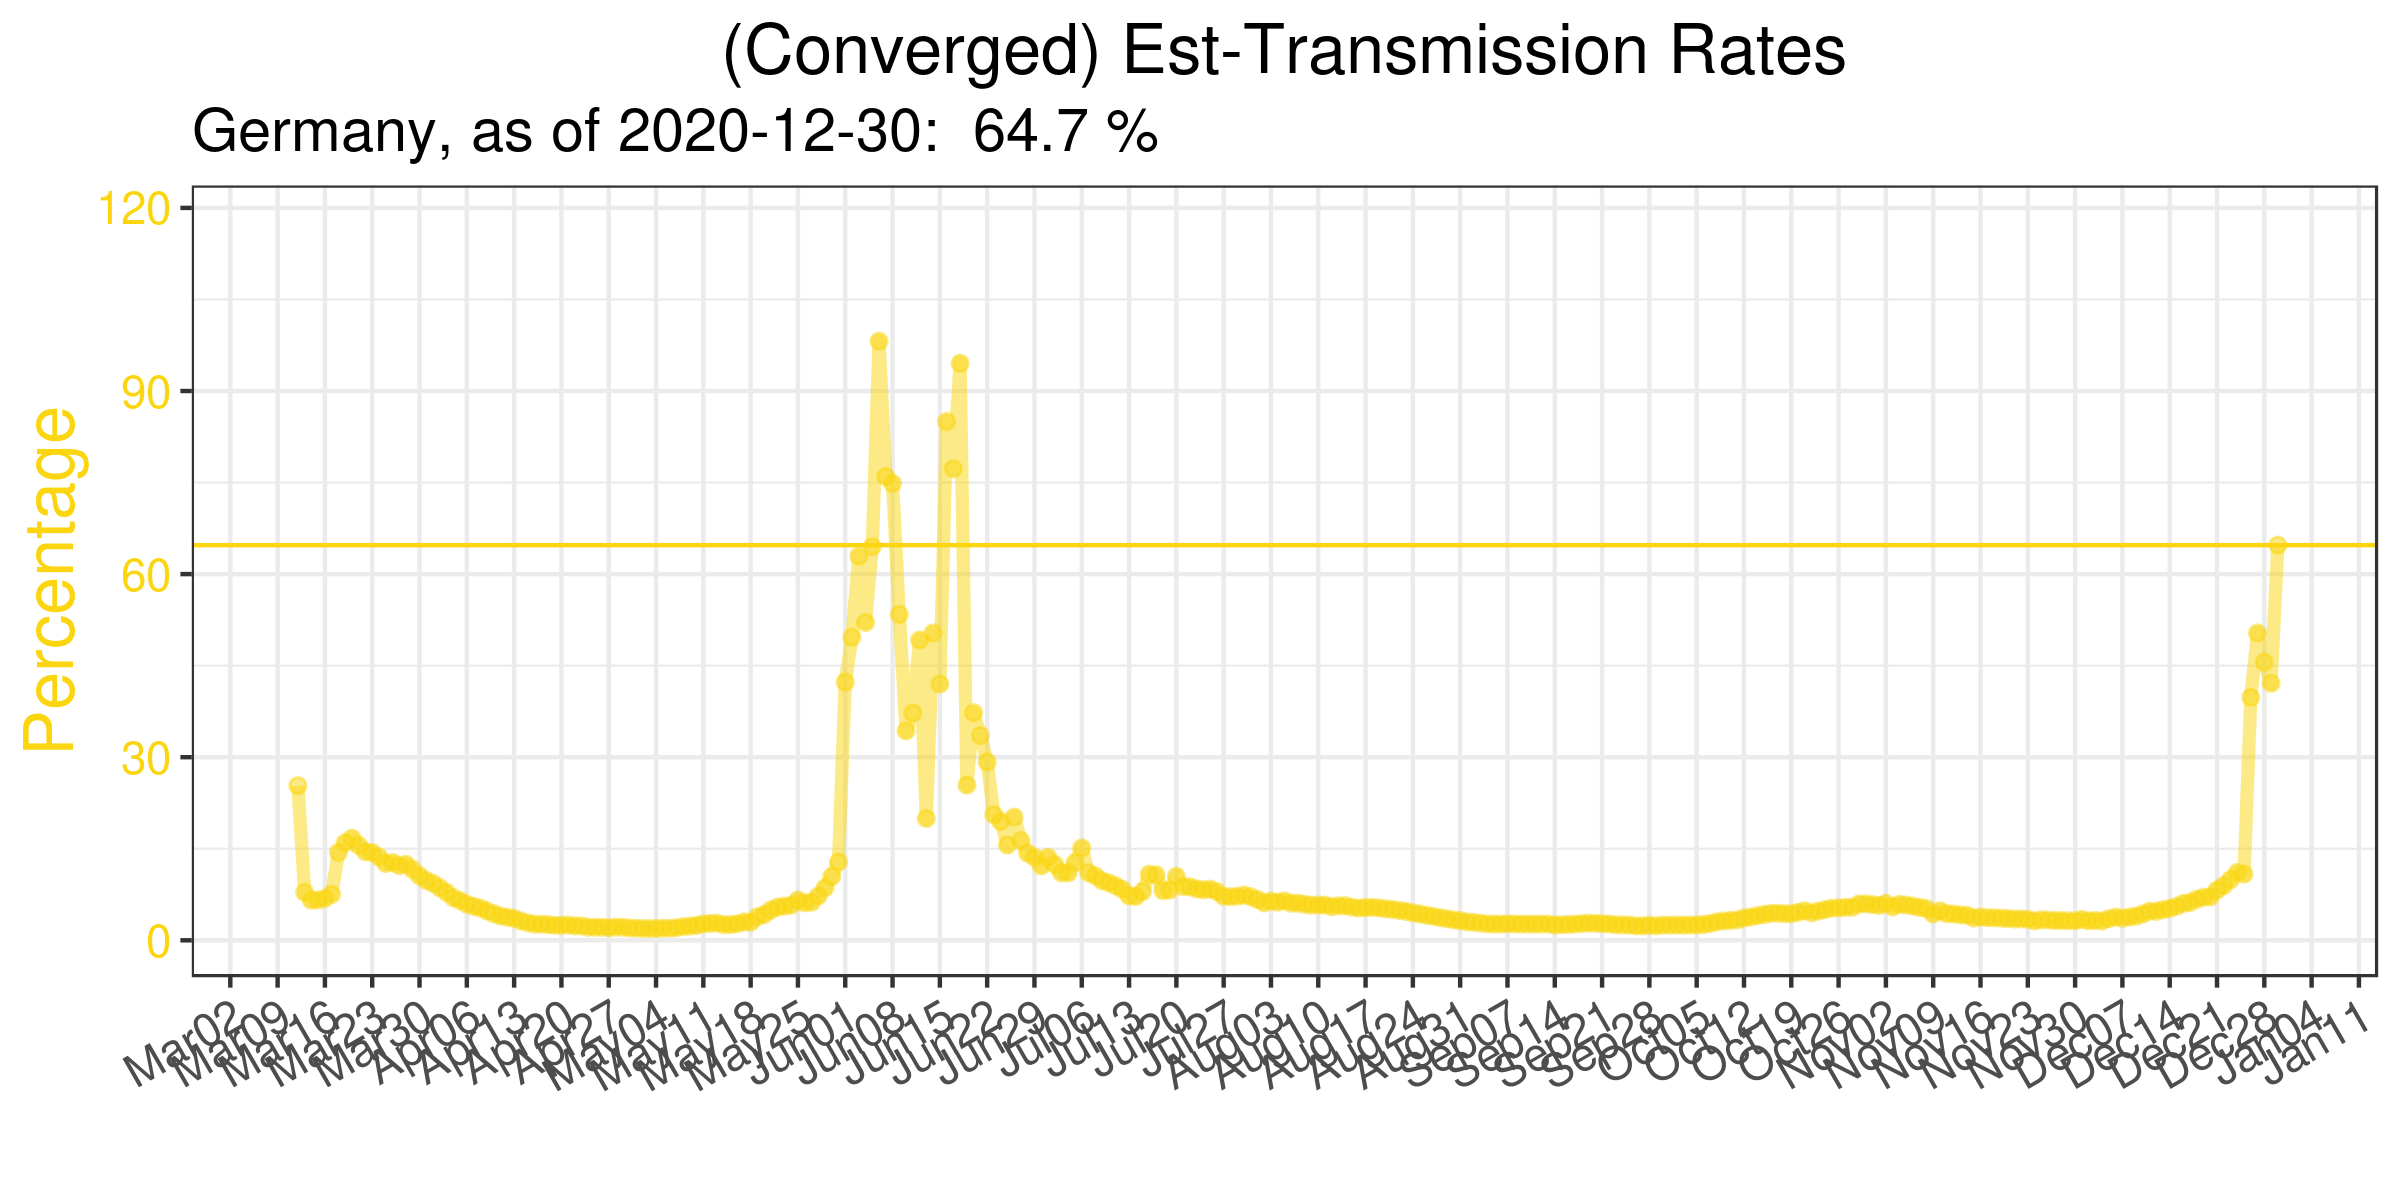 (Converged) Est-Transmission Rates
Germany, as of 2020-12-30:  64.7 %
Percentage
120
90
60
30
0
Mar02
Mar09
Mar16
Mar23
Mar30
Apr06
Apr13
Apr20
Apr27
May04
May11
May18
May25
Jun01
Jun08
Jun15
Jun22
Jun29
Jul06
Jul13
Jul20
Jul27
Aug03
Aug10
Aug17
Aug24
Aug31
Sep07
Sep14
Sep21
Sep28
Oct05
Oct12
Oct19
Oct26
Nov02
Nov09
Nov16
Nov23
Nov30
Dec07
Dec14
Dec21
Dec28
Jan04
Jan11